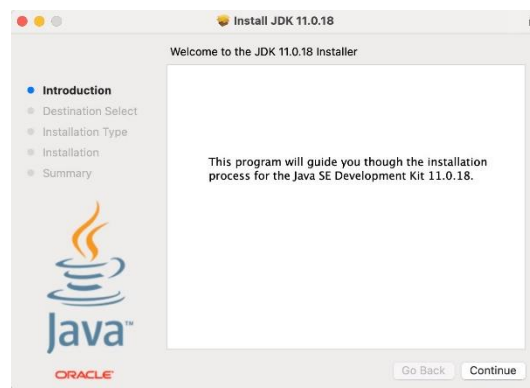 Install JDK 11.0.18
Welcome to the JDK 11.0.18 Installer
Introduction
Destination Select
Installation Type
Installation
Summary
This program will guide you though the installation
process for the Java SE Development Kit 11.0.18.
Java™
ORACLE
Go Back
Continue